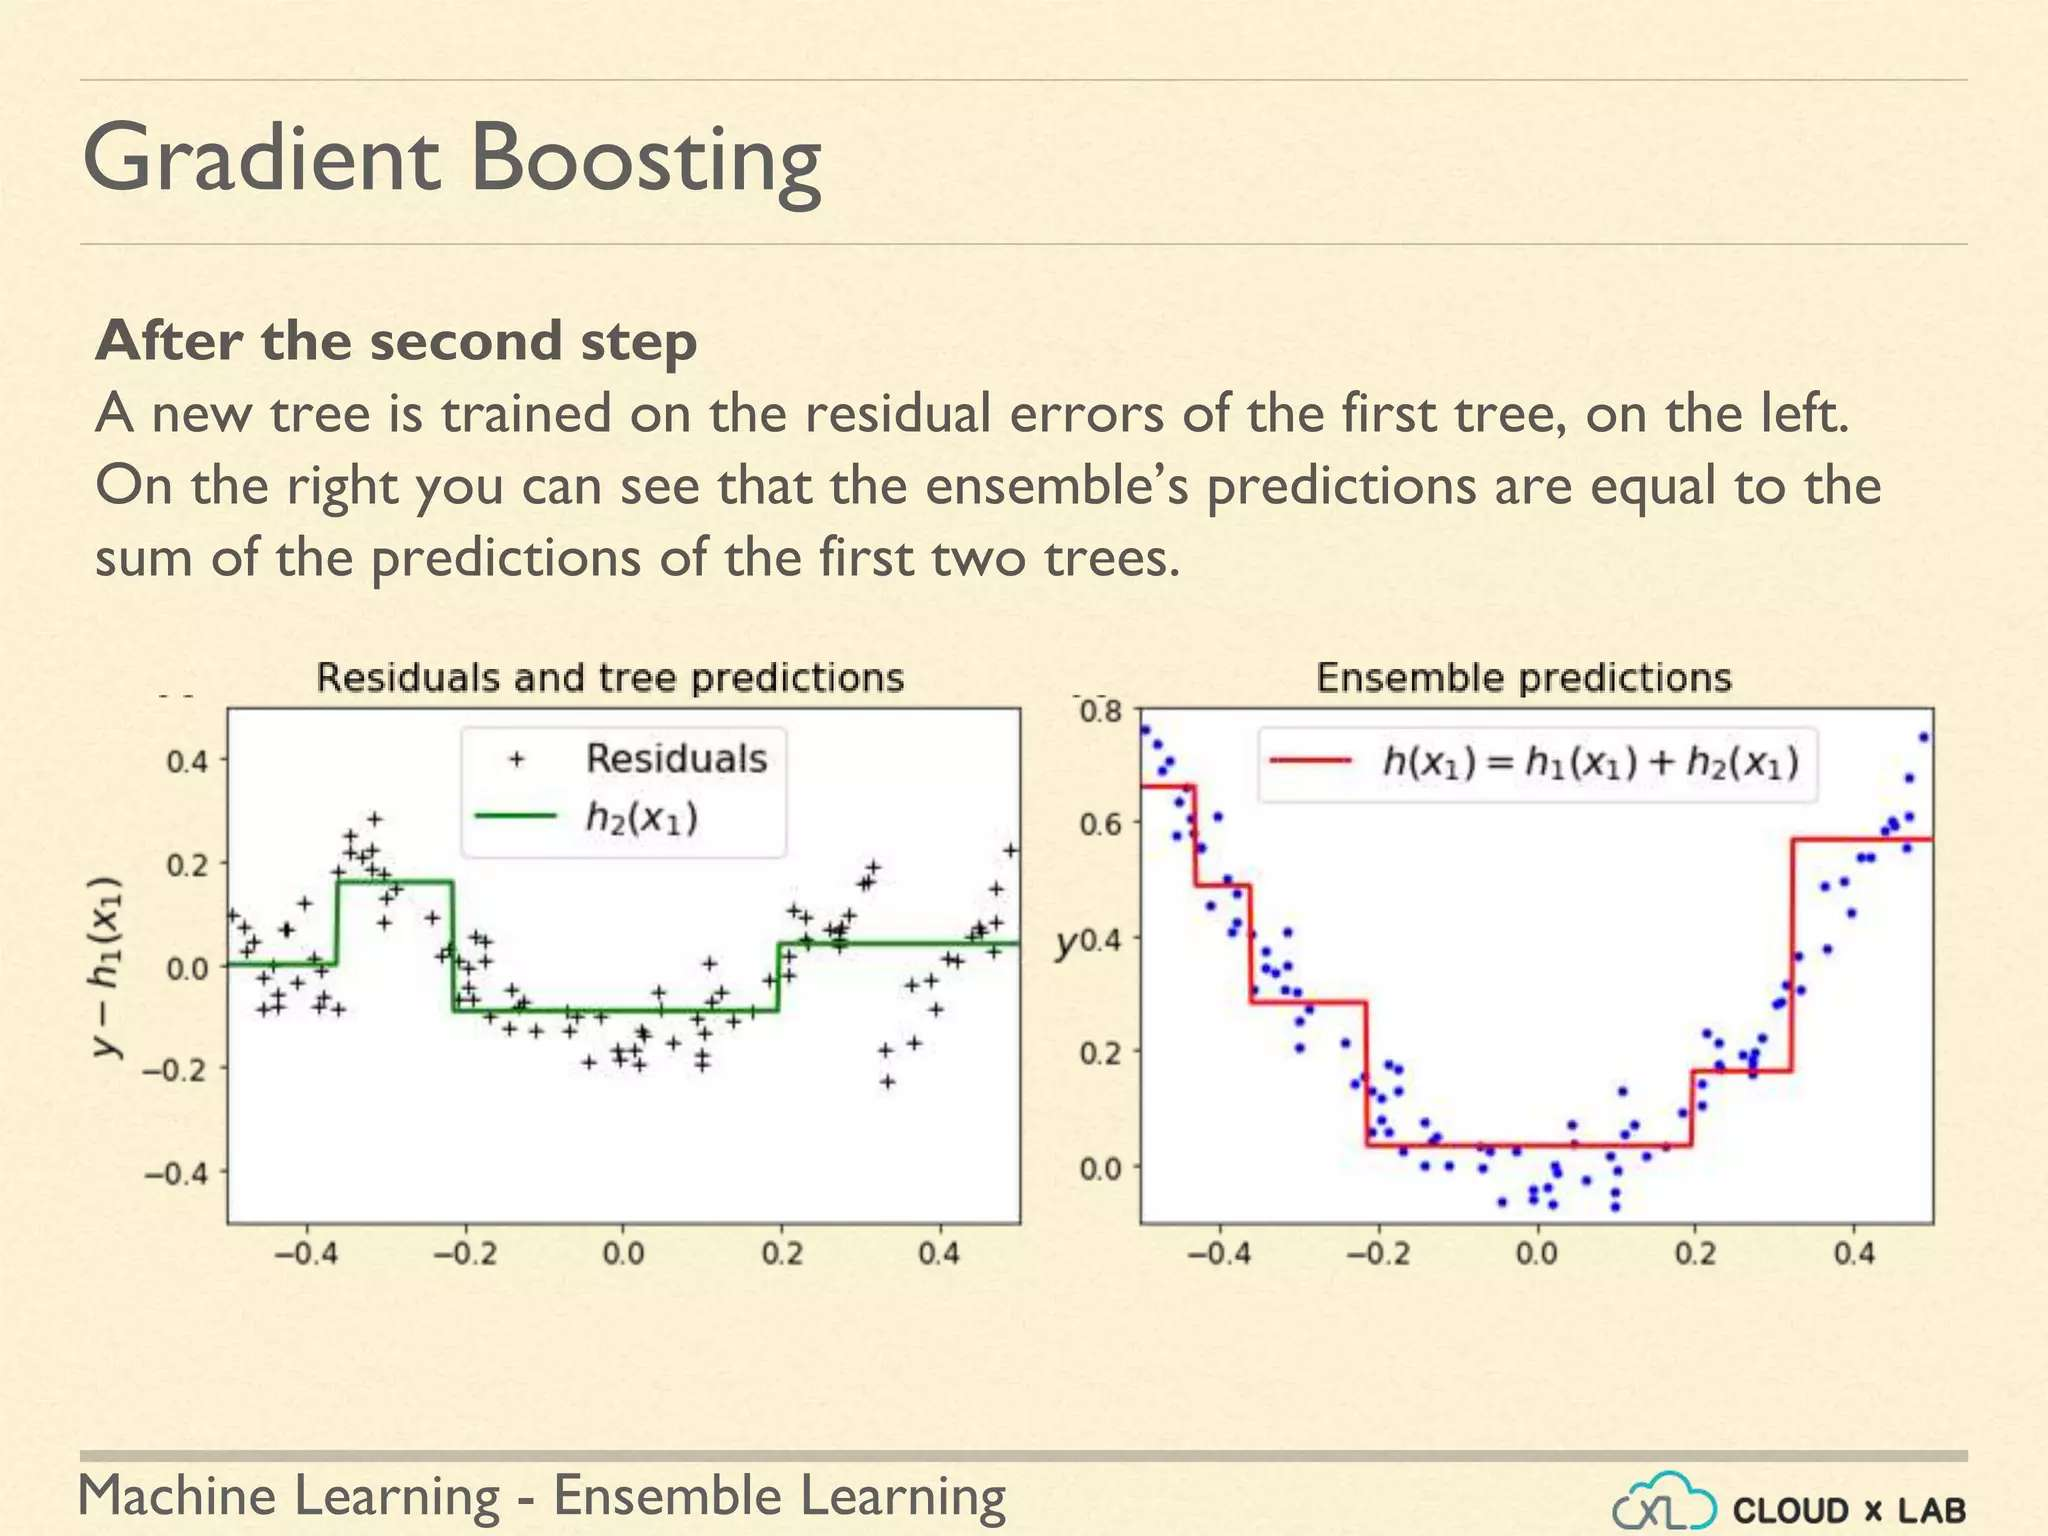 Gradient Boosting
After the second step
A new tree is trained on the residual errors of the first tree, on the left.
On the right you can see that the ensemble’s predictions are equal to the
sum of the predictions of the first two trees.
Residuals and tree predictions
Residuals
h₂(x₁)
y − h₁(x₁)
0.4
0.2
0.0
−0.2
−0.4
−0.4 −0.2 0.0 0.2 0.4
Ensemble predictions
h(x₁) = h₁(x₁) + h₂(x₁)
y
0.8
0.6
0.4
0.2
0.0
−0.4 −0.2 0.0 0.2 0.4
Machine Learning - Ensemble Learning
XL CLOUD x LAB